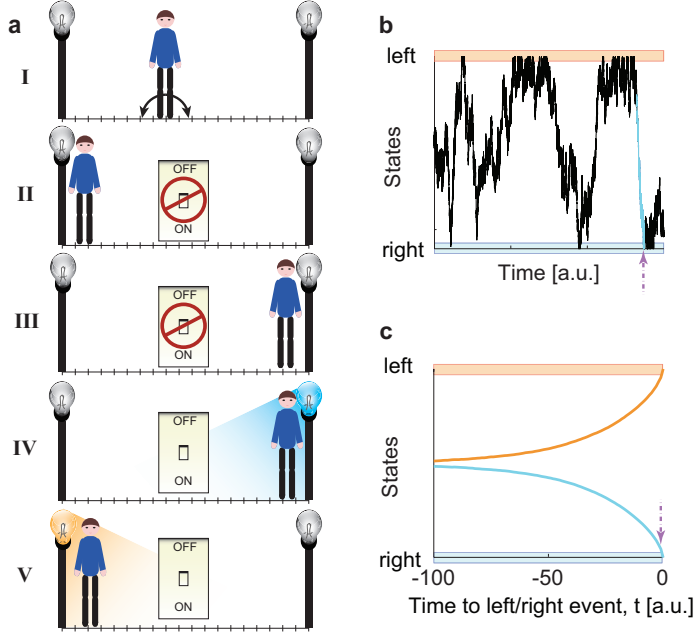 a
I
II
OFF
ON
III
OFF
ON
IV
OFF
ON
V
OFF
ON
b
left
States
right
Time [a.u.]
c
left
States
right
-100
-50
0
Time to left/right event, t [a.u.]